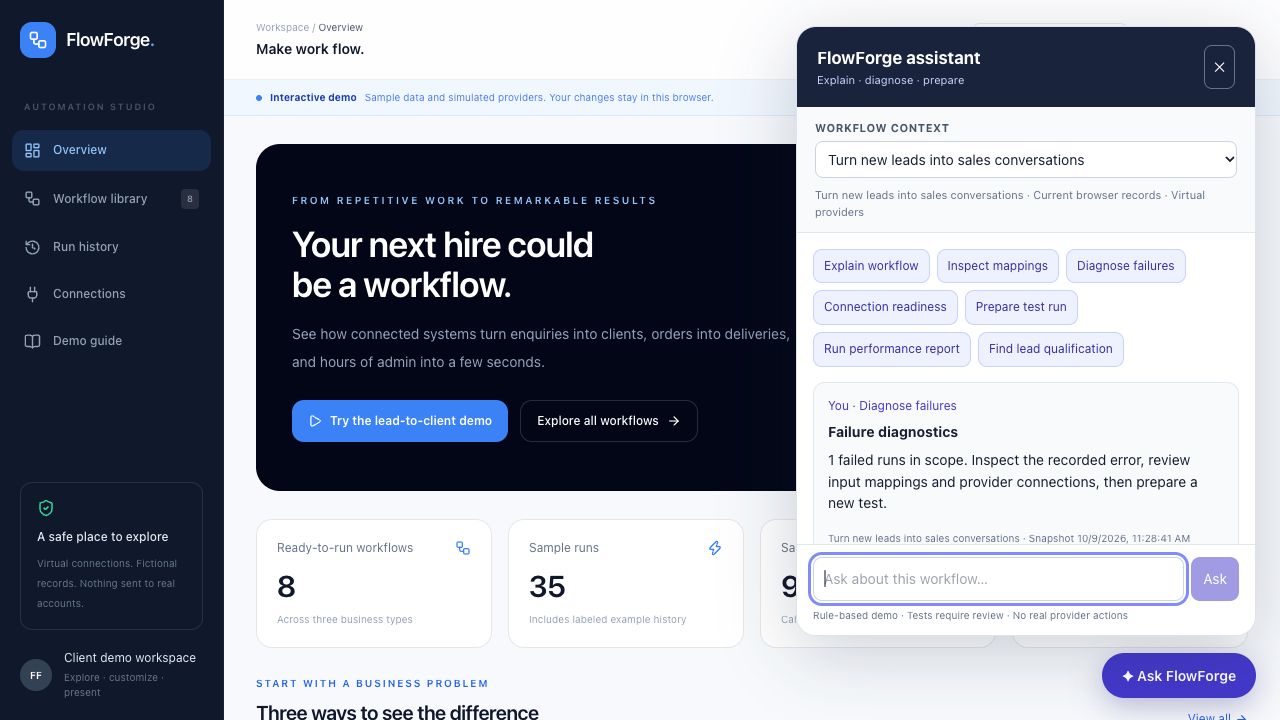 FlowForge.
AUTOMATION STUDIO
Overview
Workflow library 8
Run history
Connections
Demo guide
A safe place to explore
Virtual connections. Fictional
records. Nothing sent to real
accounts.
FF
Client demo workspace
Explore · customize ·
present
Workspace / Overview
Make work flow.
Interactive demo Sample data and simulated providers. Your changes stay in this browser.
FROM REPETITIVE WORK TO REMARKABLE RESULTS
Your next hire could
be a workflow.
See how connected systems turn enquiries into clients, orders into deliveries,
and hours of admin into a few seconds.
Try the lead-to-client demo
Explore all workflows
Ready-to-run workflows
8
Across three business types
Sample runs
35
Includes labeled example history
START WITH A BUSINESS PROBLEM
Three ways to see the difference
View all
FlowForge assistant
Explain · diagnose · prepare
WORKFLOW CONTEXT
Turn new leads into sales conversations
Turn new leads into sales conversations · Current browser records · Virtual
providers
Explain workflow
Inspect mappings
Diagnose failures
Connection readiness
Prepare test run
Run performance report
Find lead qualification
You · Diagnose failures
Failure diagnostics
1 failed runs in scope. Inspect the recorded error, review
input mappings and provider connections, then prepare a
new test.
Turn new leads into sales conversations · Snapshot 10/9/2026, 11:28:41 AM
Ask about this workflow...
Ask
Rule-based demo · Tests require review · No real provider actions
Ask FlowForge